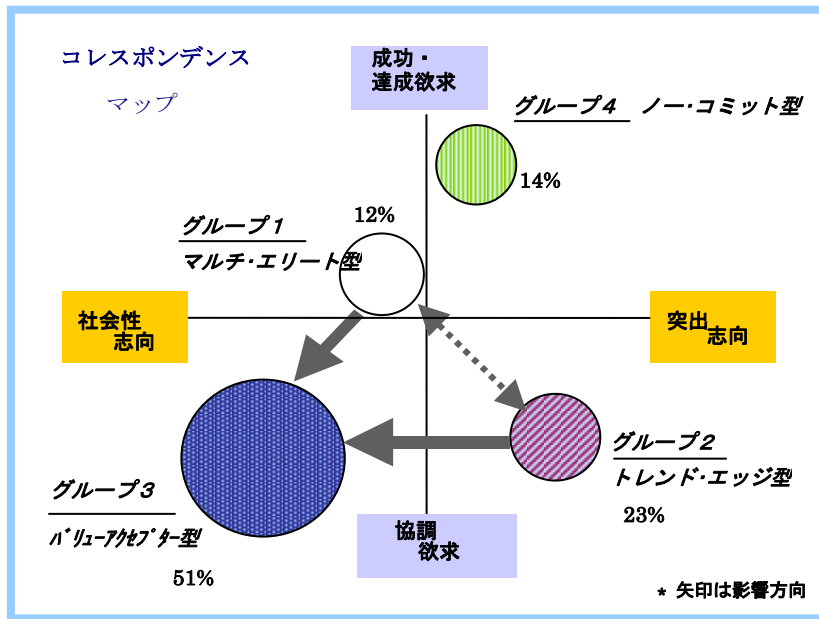 コレスポンデンス
マップ
成功・
達成欲求
グループ４ ノー・コミット型
14%
12%
グループ１
マルチ・エリート型
社会性
志向
突出
志向
グループ２
トレンド・エッジ型
23%
グループ３
バリューアクセプター型
51%
協調
欲求
* 矢印は影響方向